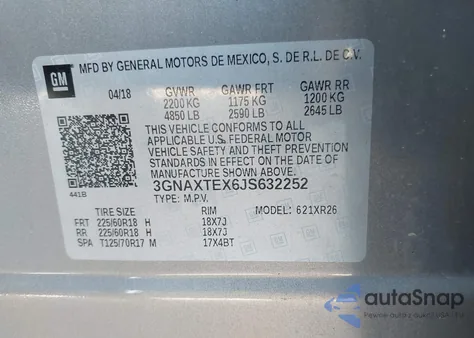 GM
MFD BY GENERAL MOTORS DE MEXICO, S. DE R.L. DE C.V.
04/18 GVWR GAWR FRT GAWR RR
2200 KG 1175 KG 1200 KG
4850 LB 2590 LB 2645 LB
THIS VEHICLE CONFORMS TO ALL
APPLICABLE U.S. FEDERAL MOTOR
VEHICLE SAFETY AND THEFT
PREVENTION STANDARDS IN
EFFECT ON THE DATE OF
MANUFACTURE SHOWN ABOVE.
3GNAXTEX6JS632252
441B TYPE: M.P.V.
TIRE SIZE RIM MODEL: 621XR26
FRT 225/60R18 H 18X7J
RR 225/60R18 H 18X7J
SPA T125/70R17 M 17X4BT
autoSnap